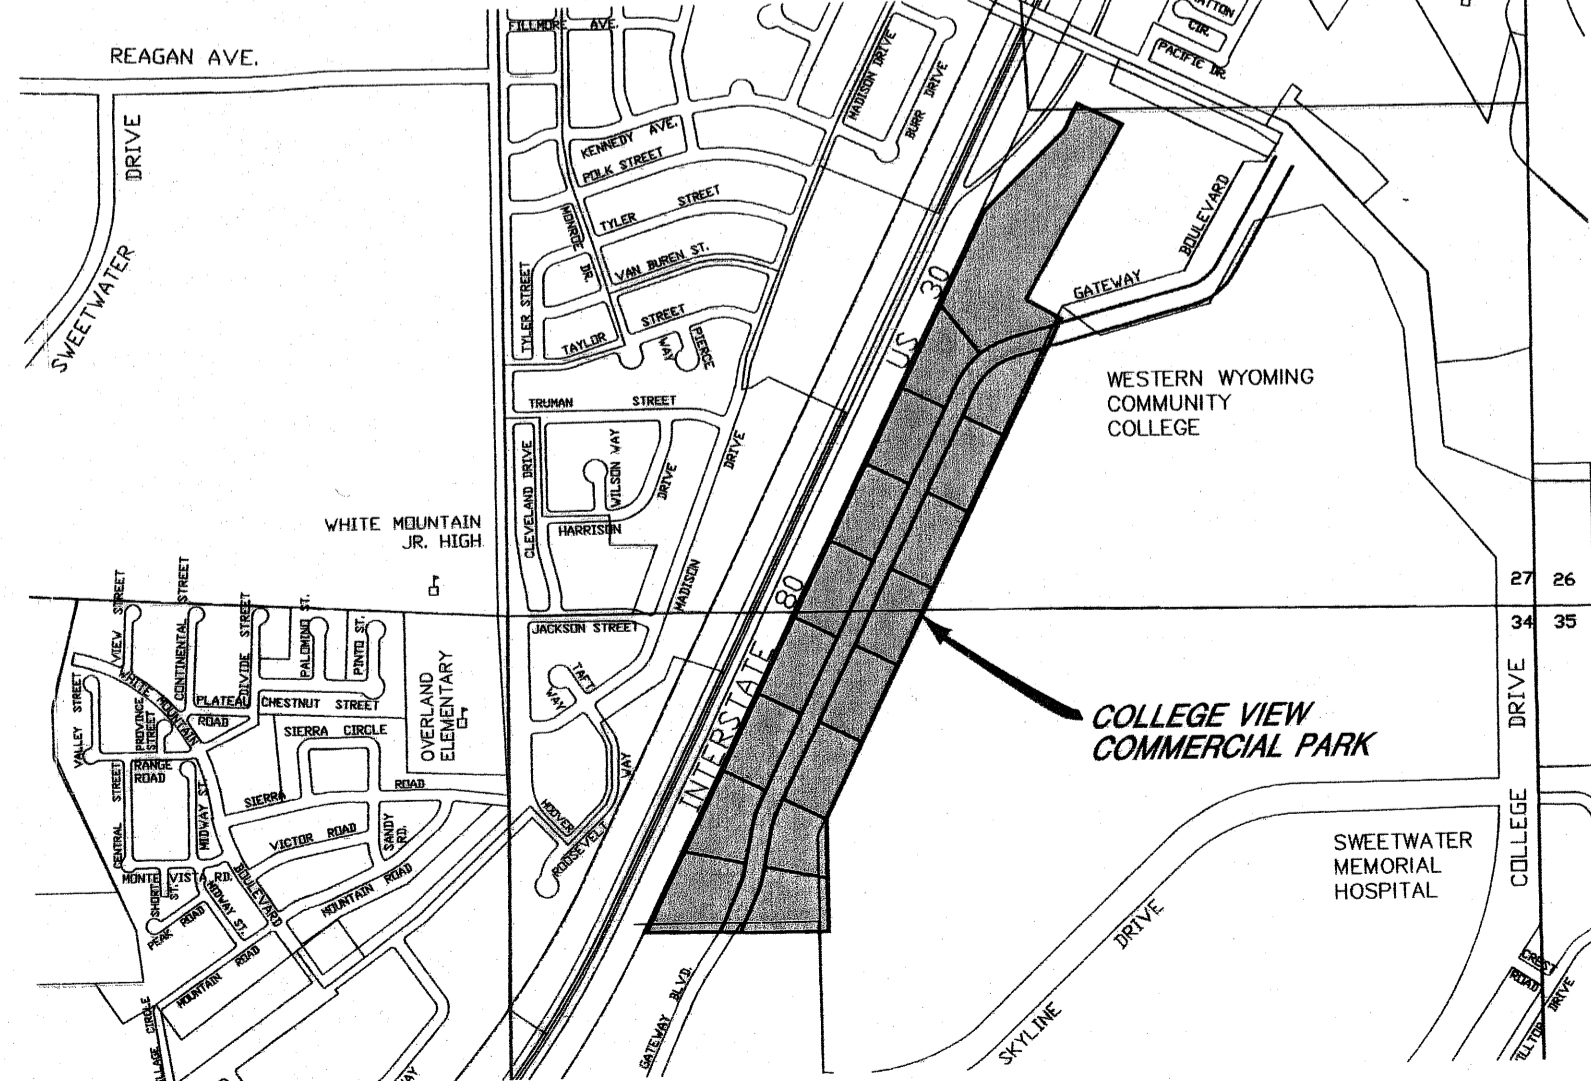 FILLMORE AVE.
REAGAN AVE.
DRIVE
SWEETWATER
CIR.
PACIFIC DR.
MADISON DRIVE
BURR DRIVE
KENNEDY AVE.
POLK STREET
TYLER STREET
MONROE DR.
VAN BUREN ST.
TYLER STREET
TAYLOR STREET
WAY
PIERCE
TRUMAN STREET
CLEVELAND DRIVE
WILSON WAY
DRIVE
HARRISON
DRIVE
MADISON
US 30
INTERSTATE 80
GATEWAY BOULEVARD
WESTERN WYOMING
COMMUNITY
COLLEGE
WHITE MOUNTAIN
JR. HIGH
27 26
34 35
VIEW STREET
CONTINENTAL STREET
DIVIDE STREET
PALOMINO ST.
PINTO ST.
JACKSON STREET
TAFT
WAY
WHITE MOUNTAIN
BOULEVARD
PLATEAU
ROAD
CHESTNUT STREET
VALLEY STREET
PROVINCE
STREET
SIERRA CIRCLE
OVERLAND
ELEMENTARY
RANGE
ROAD
CENTRAL STREET
MIDWAY ST.
SIERRA ROAD
VICTOR ROAD
SANDY
RD.
MONTE VISTA RD.
SHORT
ST.
MIDWAY ST.
PEAK ROAD
MOUNTAIN ROAD
MOUNTAIN ROAD
HOOVER
ROOSEVELT
WAY
COLLEGE VIEW
COMMERCIAL PARK
COLLEGE DRIVE
SWEETWATER
MEMORIAL
HOSPITAL
SKYLINE DRIVE
GATEWAY BLVD.
CREST
ROAD
DRIVE
CIRCLE